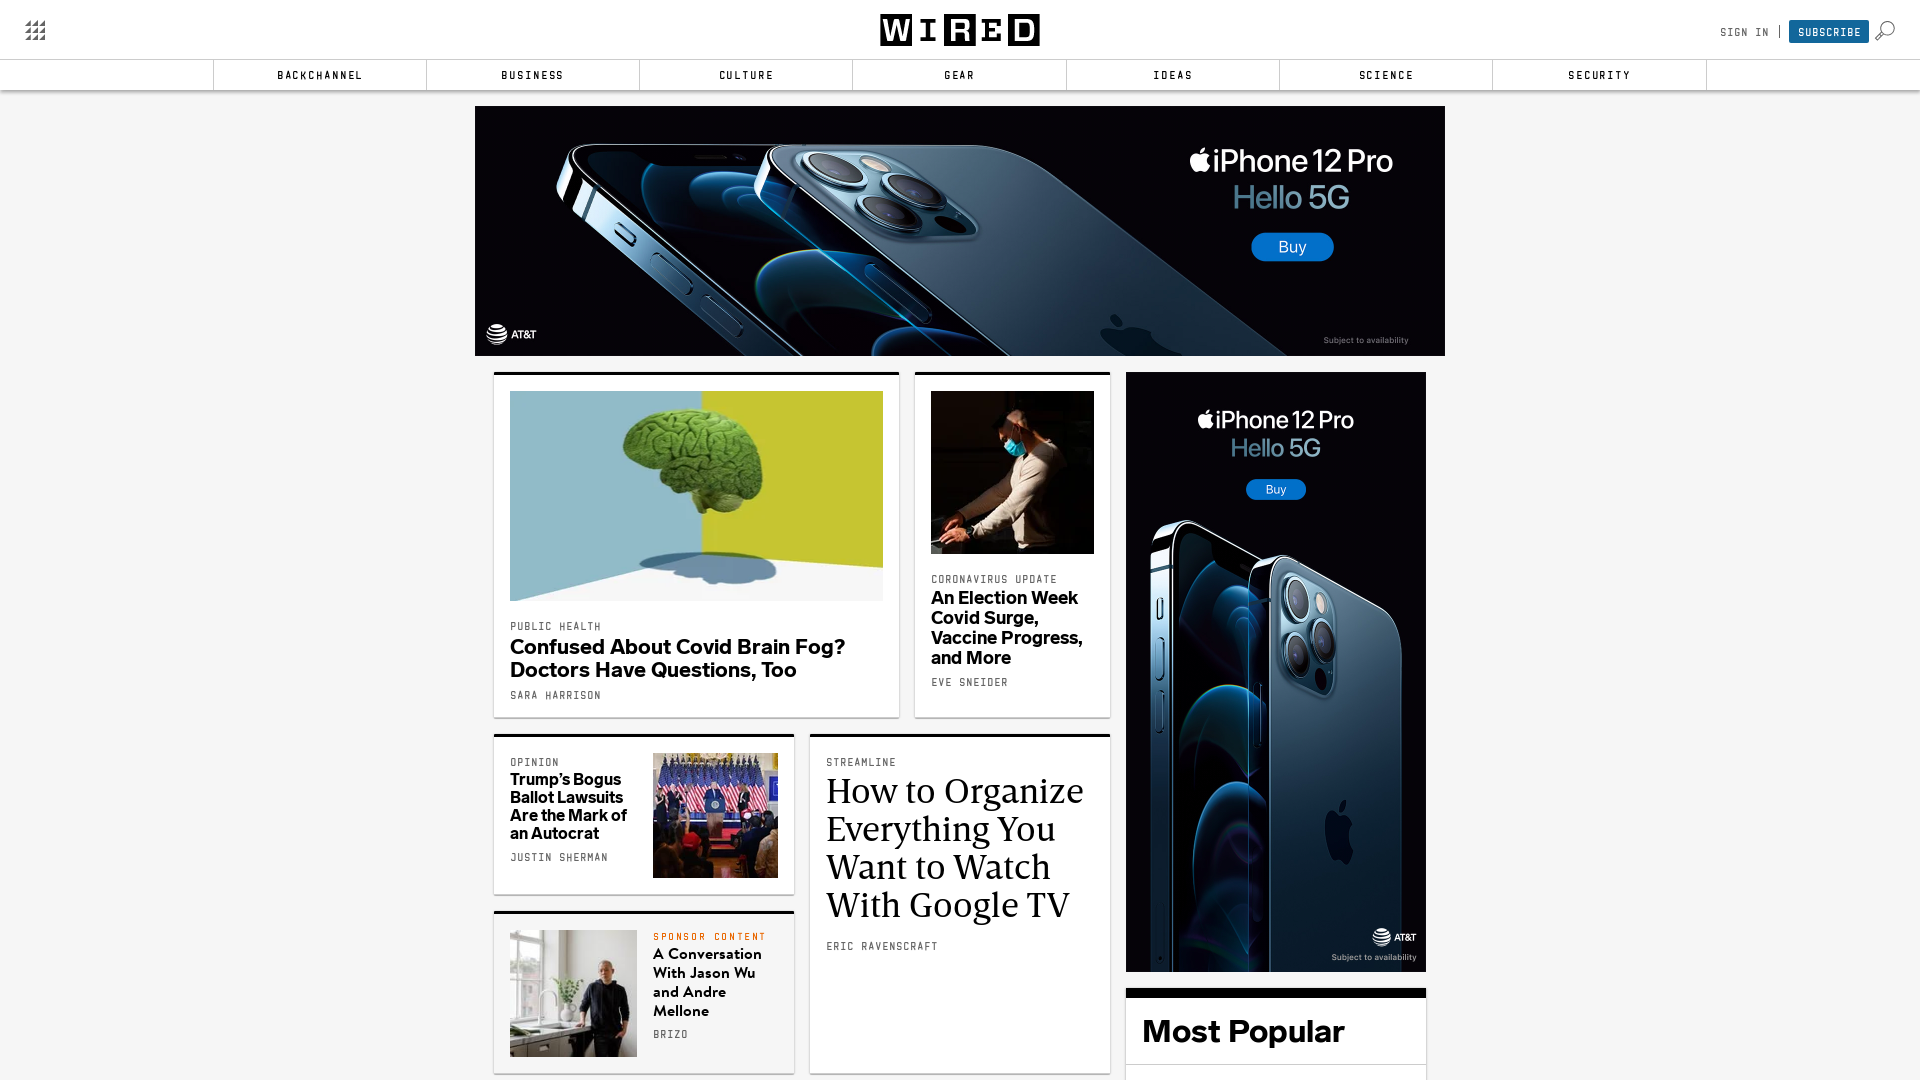 WIRED
SIGN IN
SUBSCRIBE
BACKCHANNEL
BUSINESS
CULTURE
GEAR
IDEAS
SCIENCE
SECURITY
iPhone 12 Pro
Hello 5G
Buy
AT&T
Subject to availability
PUBLIC HEALTH
Confused About Covid Brain Fog?
Doctors Have Questions, Too
SARA HARRISON
CORONAVIRUS UPDATE
An Election Week
Covid Surge,
Vaccine Progress,
and More
EVE SNEIDER
iPhone 12 Pro
Hello 5G
Buy
AT&T
Subject to availability
OPINION
Trump’s Bogus
Ballot Lawsuits
Are the Mark of
an Autocrat
JUSTIN SHERMAN
STREAMLINE
How to Organize
Everything You
Want to Watch
With Google TV
ERIC RAVENSCRAFT
SPONSOR CONTENT
A Conversation
With Jason Wu
and Andre
Mellone
BRIZO
Most Popular